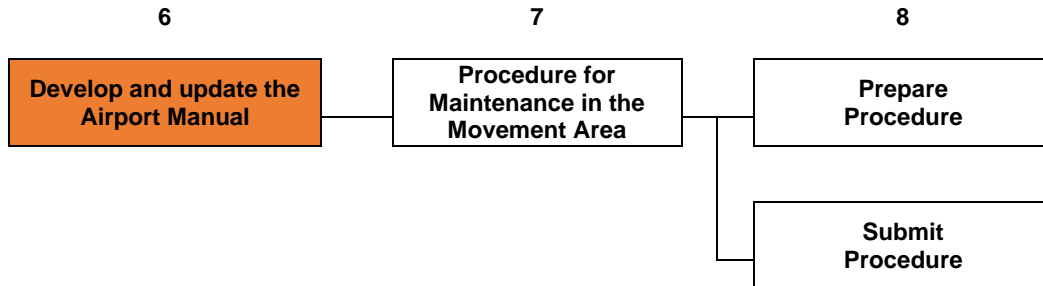 6
7
8
Develop and update the
Airport Manual
Procedure for
Maintenance in the
Movement Area
Prepare
Procedure
Submit
Procedure